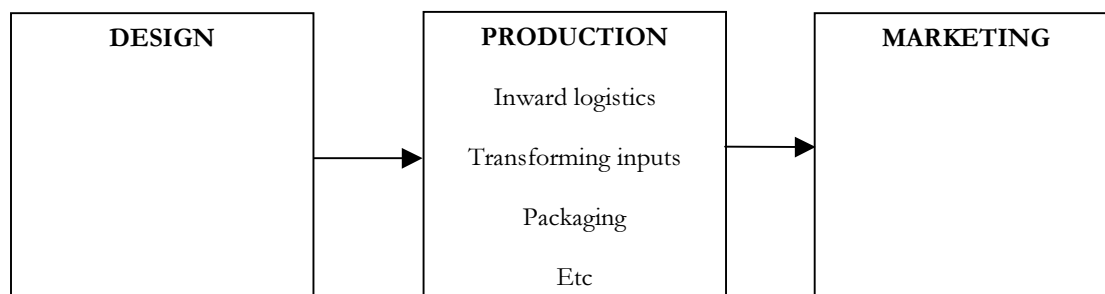 DESIGN
PRODUCTION
Inward logistics
Transforming inputs
Packaging
Etc
MARKETING